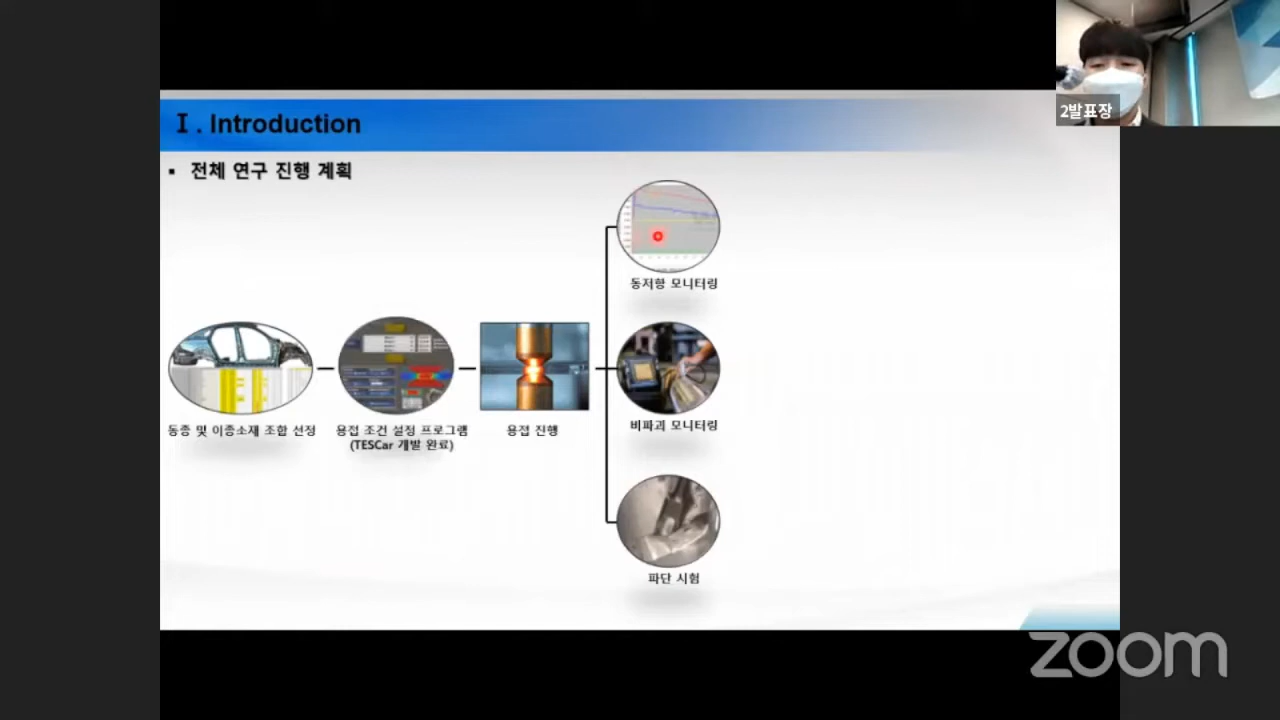 Ⅰ. Introduction
▪ 전체 연구 진행 계획
동저항 모니터링
동종 및 이종소재 조합 선정
용접 조건 설정 프로그램
(TESCar 개발 완료)
용접 진행
비파괴 모니터링
파단 시험
2발표장
zoom